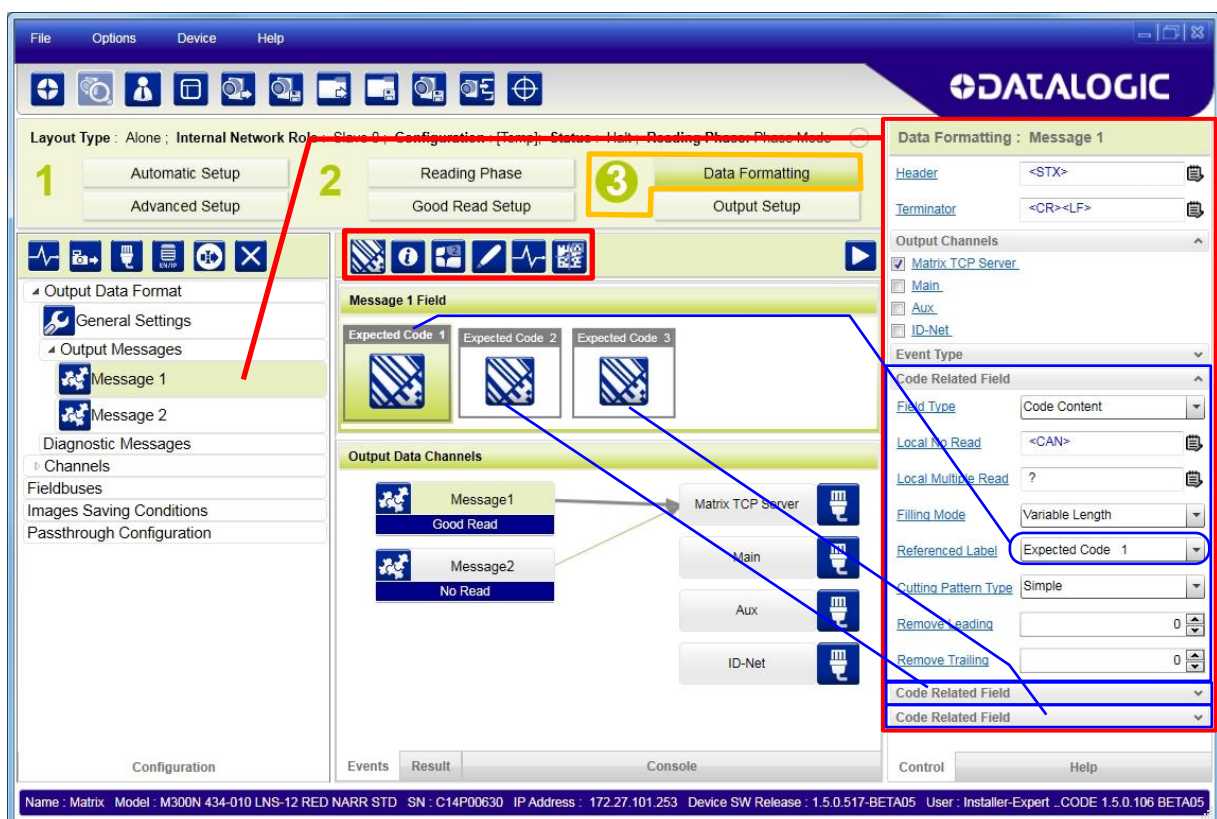 File Options Device Help
DATALOGIC
Layout Type : Alone ; Internal Network Role : Slave 0 ; Configuration : [Temp]; Status : Halt ; Reading Phase: Phase Mode
1 Automatic Setup
Advanced Setup
2 Reading Phase
Good Read Setup
3 Data Formatting
Output Setup
EN/IP
Output Data Format
General Settings
Output Messages
Message 1
Message 2
Diagnostic Messages
Channels
Fieldbuses
Images Saving Conditions
Passthrough Configuration
Configuration
Message 1 Field
Expected Code 1 Expected Code 2 Expected Code 3
Output Data Channels
Message1
Good Read
Message2
No Read
Matrix TCP Server
Main
Aux
ID-Net
Events Result Console
Data Formatting : Message 1
Header <STX>
Terminator <CR><LF>
Output Channels
Matrix TCP Server
Main
Aux
ID-Net
Event Type
Code Related Field
Field Type Code Content
Local No Read <CAN>
Local Multiple Read ?
Filling Mode Variable Length
Referenced Label Expected Code 1
Cutting Pattern Type Simple
Remove Leading 0
Remove Trailing 0
Code Related Field
Code Related Field
Control Help
Name : Matrix Model : M300N 434-010 LNS-12 RED NARR STD SN : C14P00630 IP Address : 172.27.101.253 Device SW Release : 1.5.0.517-BETA05 User : Installer-Expert ..CODE 1.5.0.106 BETA05